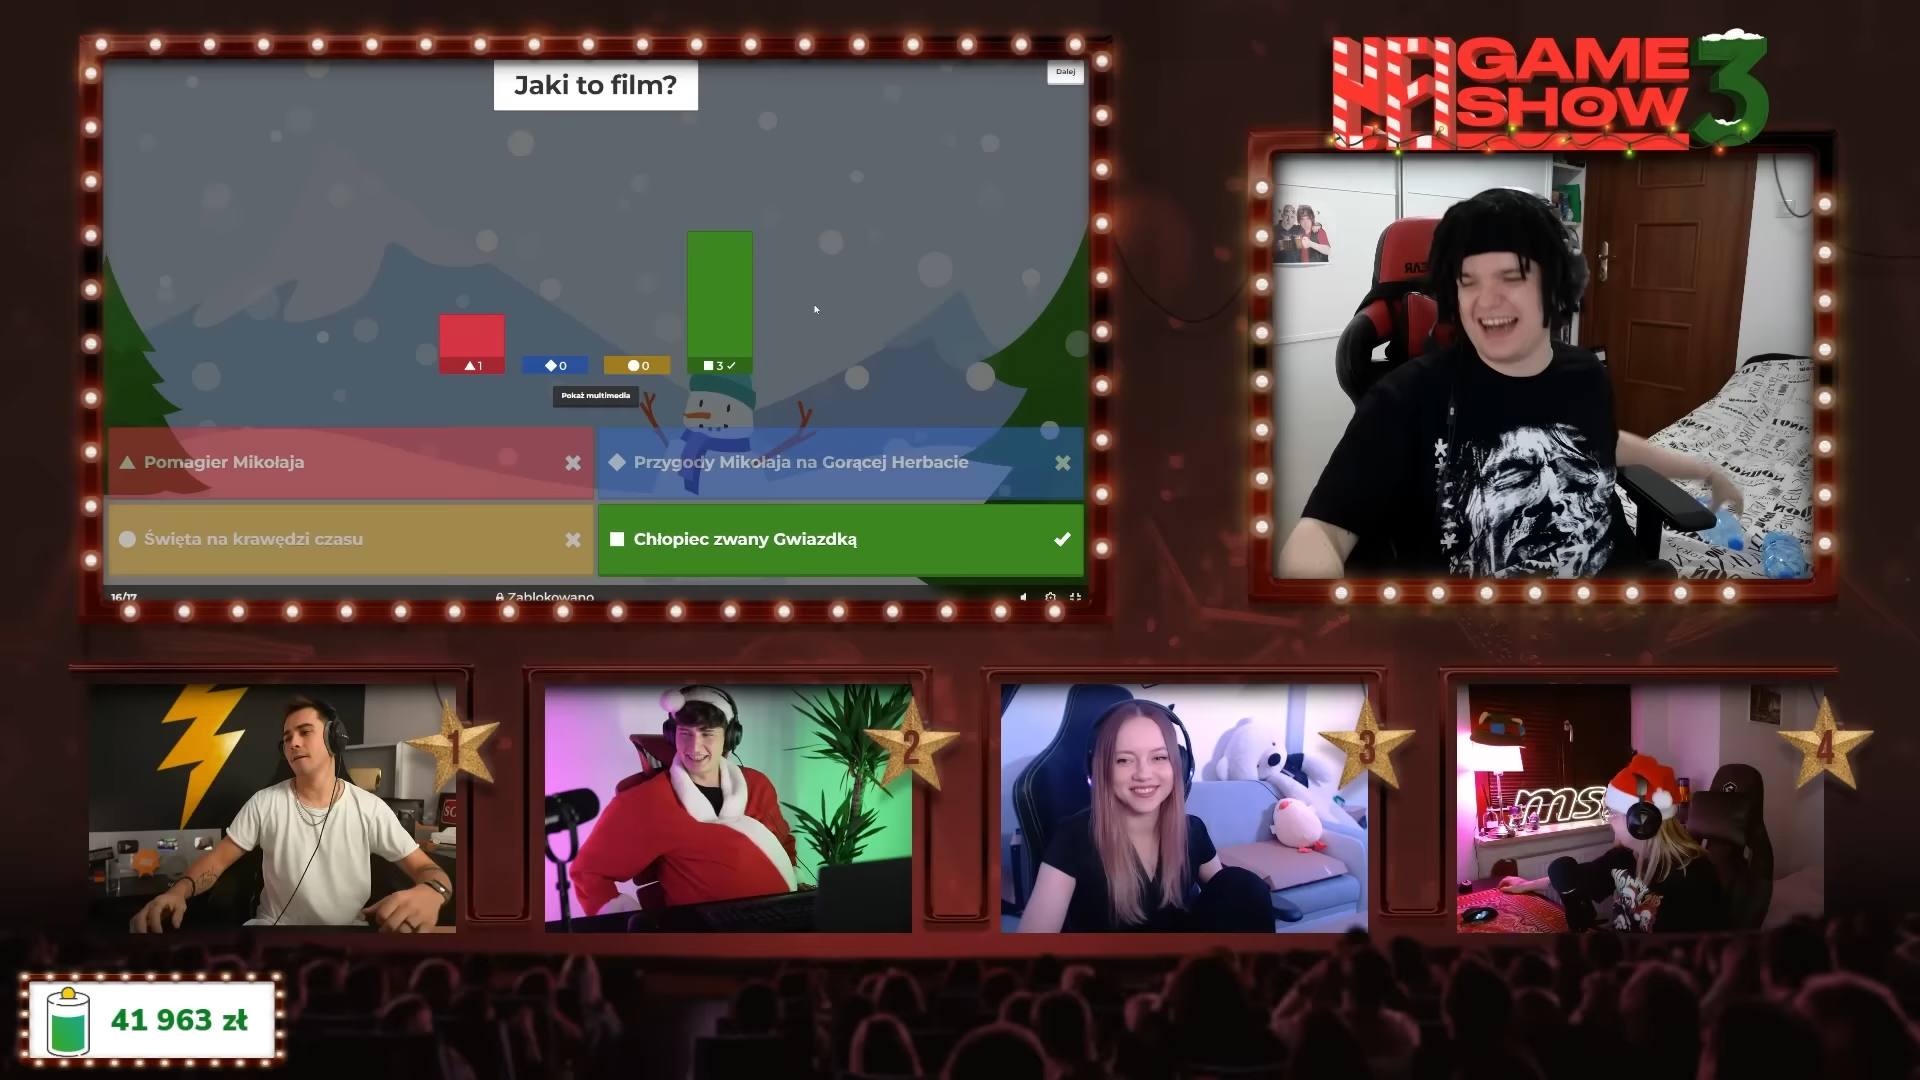 Jaki to film?
Dalej
GAME
SHOW
3
1
0
0
3
Pokaż multimedia
Pomagier Mikołaja
Przygody Mikołaja na Gorącej Herbacie
Święta na krawędzi czasu
Chłopiec zwany Gwiazdką
16/17
Zablokowano
1
2
3
4
41 963 zł